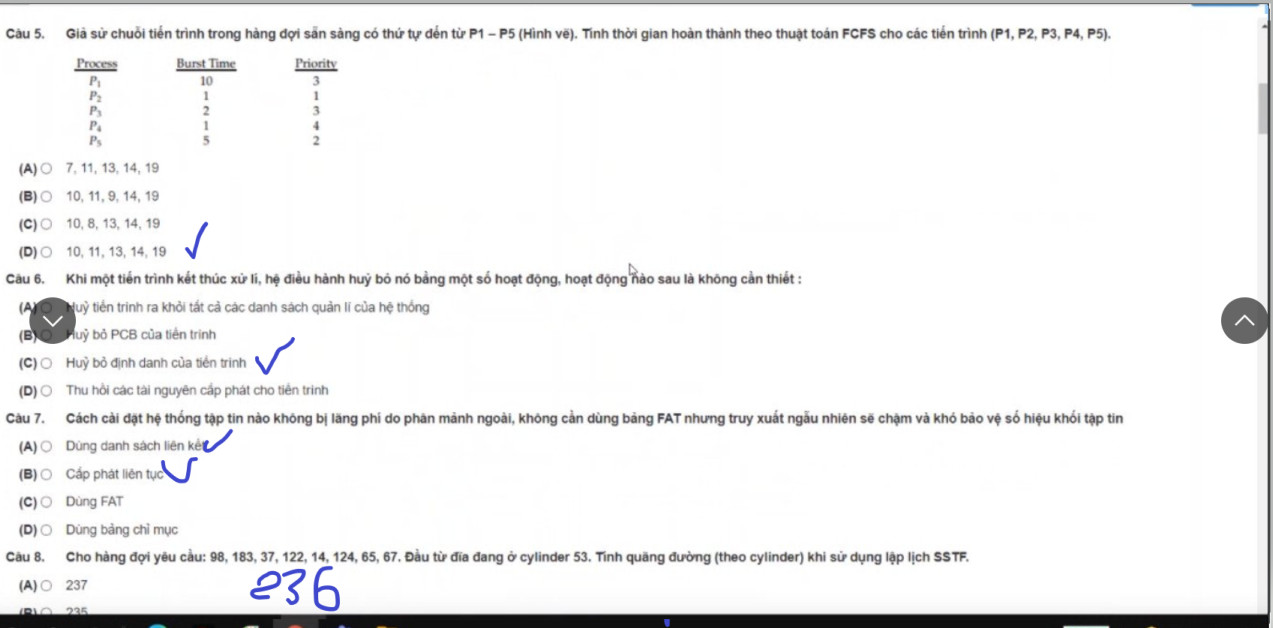 Câu 5. Giả sử chuỗi tiến trình trong hàng đợi sẵn sàng có thứ tự đến từ P1 – P5 (Hình vẽ). Tính thời gian hoàn thành theo thuật toán FCFS cho các tiến trình (P1, P2, P3, P4, P5).
Process Burst Time Priority
P1 10 3
P2 1 1
P3 2 3
P4 1 4
P5 5 2
(A) 7, 11, 13, 14, 19
(B) 10, 11, 9, 14, 19
(C) 10, 8, 13, 14, 19
(D) 10, 11, 13, 14, 19
Câu 6. Khi một tiến trình kết thúc xử lí, hệ điều hành huỷ bỏ nó bằng một số hoạt động, hoạt động nào sau là không cần thiết :
(A) Huỷ tiến trình ra khỏi tất cả các danh sách quản lí của hệ thống
(B) Huỷ bỏ PCB của tiến trình
(C) Huỷ bỏ định danh của tiến trình
(D) Thu hồi các tài nguyên cấp phát cho tiến trình
Câu 7. Cách cài đặt hệ thống tập tin nào không bị lãng phí do phân mảnh ngoài, không cần dùng bảng FAT nhưng truy xuất ngẫu nhiên sẽ chậm và khó bảo vệ số hiệu khối tập tin
(A) Dùng danh sách liên kết
(B) Cấp phát liên tục
(C) Dùng FAT
(D) Dùng bảng chỉ mục
Câu 8. Cho hàng đợi yêu cầu: 98, 183, 37, 122, 14, 124, 65, 67. Đầu từ đĩa đang ở cylinder 53. Tính quãng đường (theo cylinder) khi sử dụng lập lịch SSTF.
(A) 237
236
(B) 235